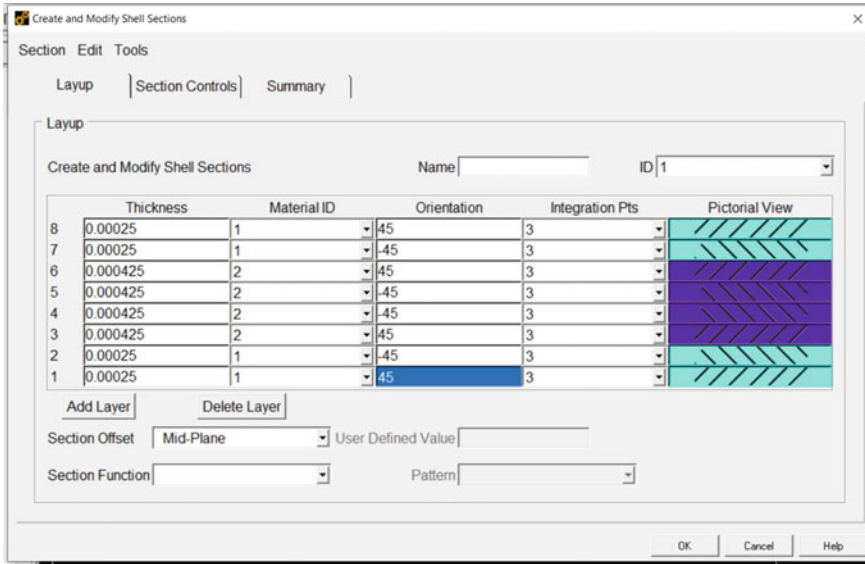 Create and Modify Shell Sections
Section Edit Tools
Layup Section Controls Summary
Layup
Create and Modify Shell Sections Name ID 1
Thickness Material ID Orientation Integration Pts Pictorial View
8 0.00025 1 45 3
7 0.00025 1 -45 3
6 0.000425 2 45 3
5 0.000425 2 -45 3
4 0.000425 2 -45 3
3 0.000425 2 45 3
2 0.00025 1 -45 3
1 0.00025 1 45 3
Add Layer Delete Layer
Section Offset Mid-Plane User Defined Value
Section Function Pattern
OK Cancel Help